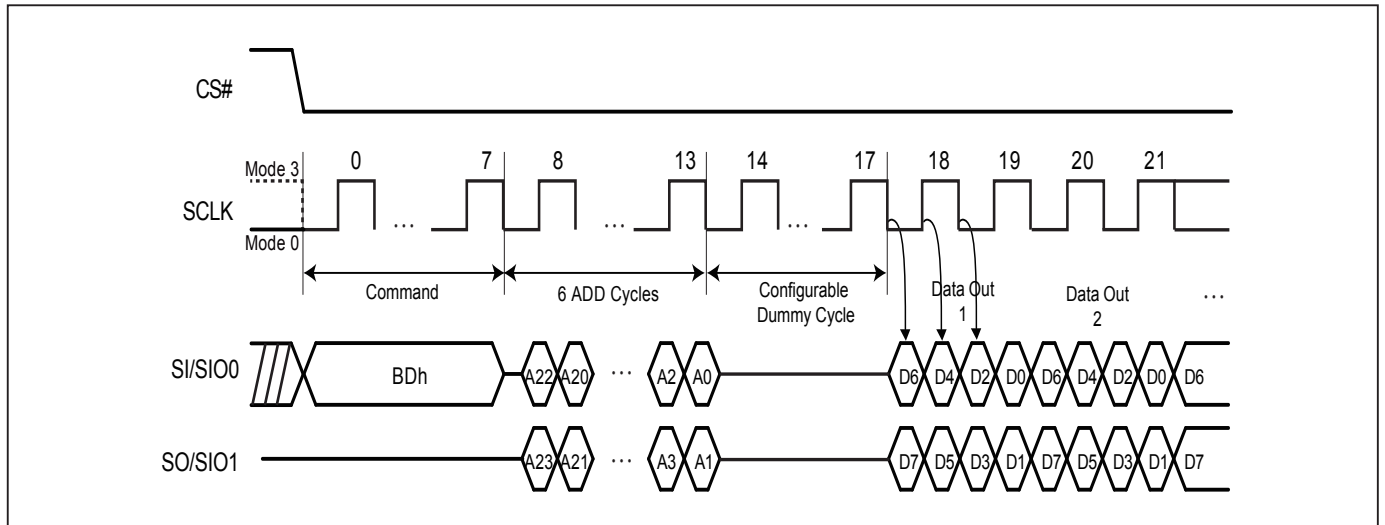 CS#
Mode 3
0 7 8 13 14 17 18 19 20 21
SCLK
... ... ...
Mode 0
Command 6 ADD Cycles Configurable Dummy Cycle Data Out 1 Data Out 2 ...
SI/SIO0 BDh A22 A20 ... A2 A0 D6 D4 D2 D0 D6 D4 D2 D0 D6
SO/SIO1 A23 A21 ... A3 A1 D7 D5 D3 D1 D7 D5 D3 D1 D7